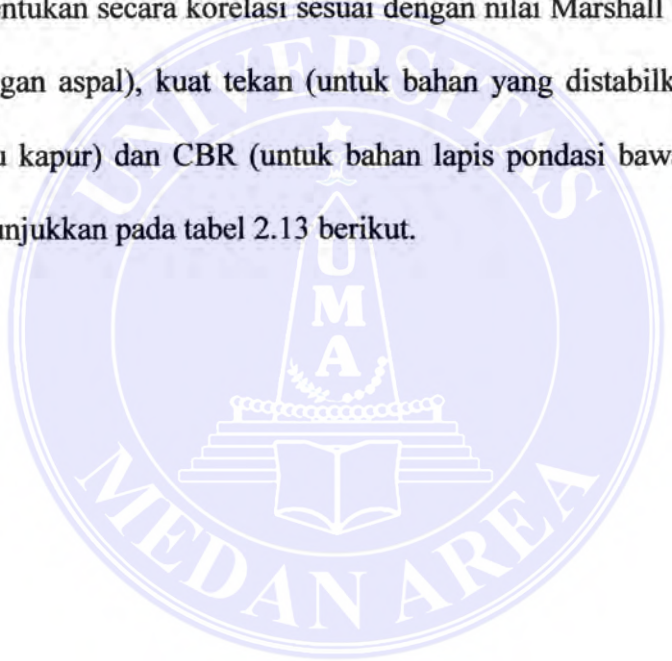 entukan secara korelasi sesuai dengan nilai Marshall
gan aspal), kuat tekan (untuk bahan yang distabilk
u kapur) dan CBR (untuk bahan lapis pondasi baw
unjukkan pada tabel 2.13 berikut.
UNIVERSITAS
U
M
A
MEDAN AREA